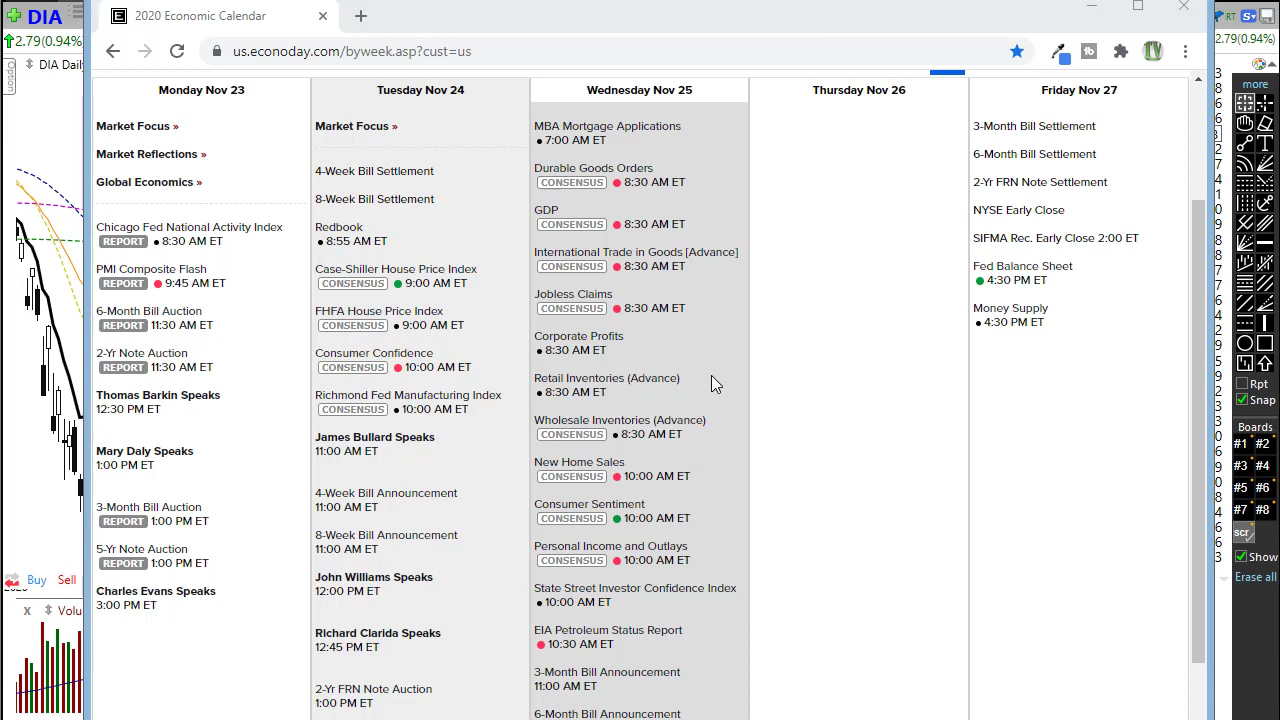 DIA
2.79(0.94%)
Option
DIA Dail
2020 Economic Calendar
us.econoday.com/byweek.asp?cust=us
RT
2.79(0.94%)
Monday Nov 23
Market Focus »
Market Reflections »
Global Economics »
Chicago Fed National Activity Index
REPORT 8:30 AM ET
PMI Composite Flash
REPORT 9:45 AM ET
6-Month Bill Auction
REPORT 11:30 AM ET
2-Yr Note Auction
REPORT 11:30 AM ET
Thomas Barkin Speaks
12:30 PM ET
Mary Daly Speaks
1:00 PM ET
3-Month Bill Auction
REPORT 1:00 PM ET
5-Yr Note Auction
REPORT 1:00 PM ET
Charles Evans Speaks
3:00 PM ET
Tuesday Nov 24
Market Focus »
4-Week Bill Settlement
8-Week Bill Settlement
Redbook
8:55 AM ET
Case-Shiller House Price Index
CONSENSUS 9:00 AM ET
FHFA House Price Index
CONSENSUS 9:00 AM ET
Consumer Confidence
CONSENSUS 10:00 AM ET
Richmond Fed Manufacturing Index
CONSENSUS 10:00 AM ET
James Bullard Speaks
11:00 AM ET
4-Week Bill Announcement
11:00 AM ET
8-Week Bill Announcement
11:00 AM ET
John Williams Speaks
12:00 PM ET
Richard Clarida Speaks
12:45 PM ET
2-Yr FRN Note Auction
1:00 PM ET
Wednesday Nov 25
MBA Mortgage Applications
7:00 AM ET
Durable Goods Orders
CONSENSUS 8:30 AM ET
GDP
CONSENSUS 8:30 AM ET
International Trade in Goods [Advance]
CONSENSUS 8:30 AM ET
Jobless Claims
CONSENSUS 8:30 AM ET
Corporate Profits
8:30 AM ET
Retail Inventories (Advance)
8:30 AM ET
Wholesale Inventories (Advance)
CONSENSUS 8:30 AM ET
New Home Sales
CONSENSUS 10:00 AM ET
Consumer Sentiment
CONSENSUS 10:00 AM ET
Personal Income and Outlays
CONSENSUS 10:00 AM ET
State Street Investor Confidence Index
10:00 AM ET
EIA Petroleum Status Report
10:30 AM ET
3-Month Bill Announcement
11:00 AM ET
6-Month Bill Announcement
Thursday Nov 26
Friday Nov 27
3-Month Bill Settlement
6-Month Bill Settlement
2-Yr FRN Note Settlement
NYSE Early Close
SIFMA Rec. Early Close 2:00 ET
Fed Balance Sheet
4:30 PM ET
Money Supply
4:30 PM ET
Buy Sell
X Volu
more
Rpt
Snap
Boards
#1 #2
#3 #4
#5 #6
#7 #8
scr
Show
Erase all